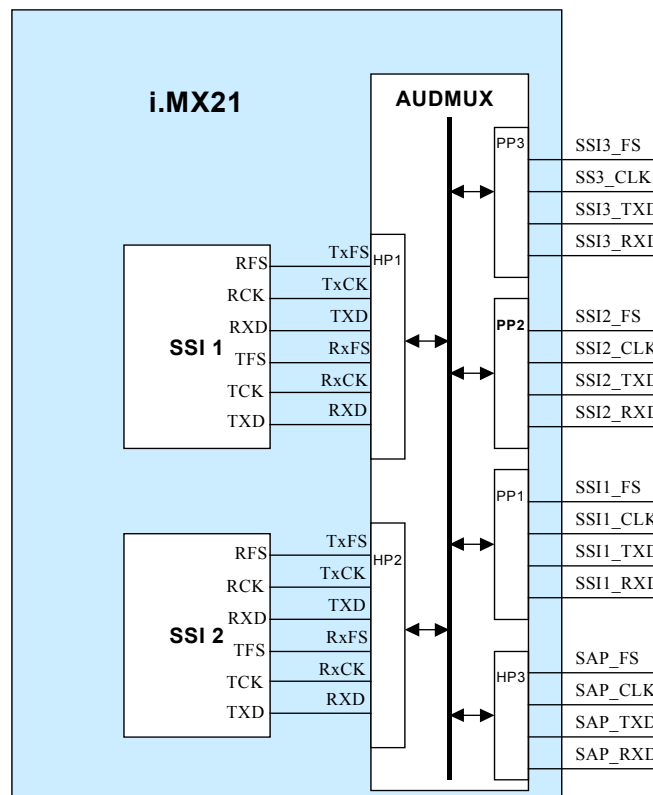 i.MX21
AUDMUX
PP3
SSI3_FS
SS3_CLK
SSI3_TXD
SSI3_RXD
HP1
TxFS
RFS
TxCK
RCK
TXD
RXD
SSI 1
RxFS
TFS
RxCK
TCK
RXD
TXD
PP2
SSI2_FS
SSI2_CLK
SSI2_TXD
SSI2_RXD
PP1
SSI1_FS
SSI1_CLK
SSI1_TXD
SSI1_RXD
HP2
TxFS
RFS
TxCK
RCK
TXD
RXD
SSI 2
RxFS
TFS
RxCK
TCK
RXD
TXD
HP3
SAP_FS
SAP_CLK
SAP_TXD
SAP_RXD